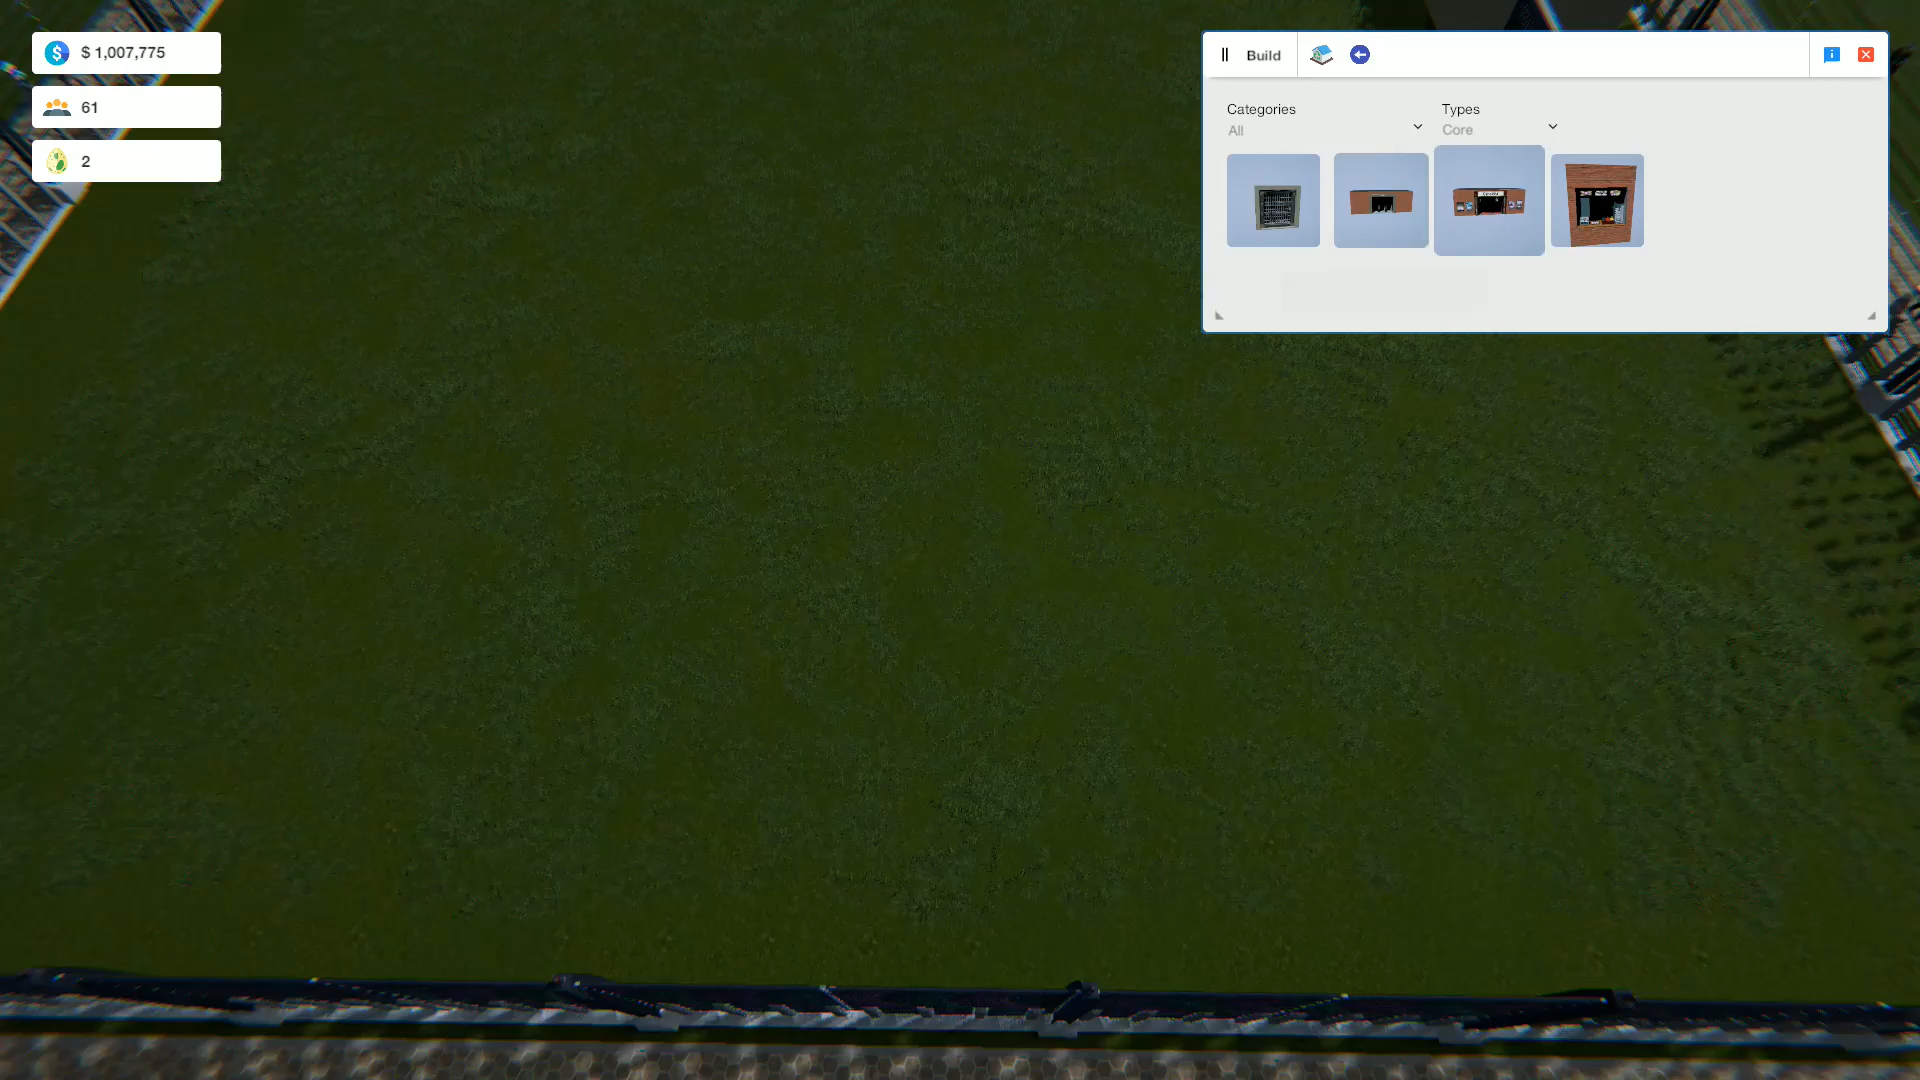 $ 1,007,775
61
2
Build
Categories
Types
All
Core